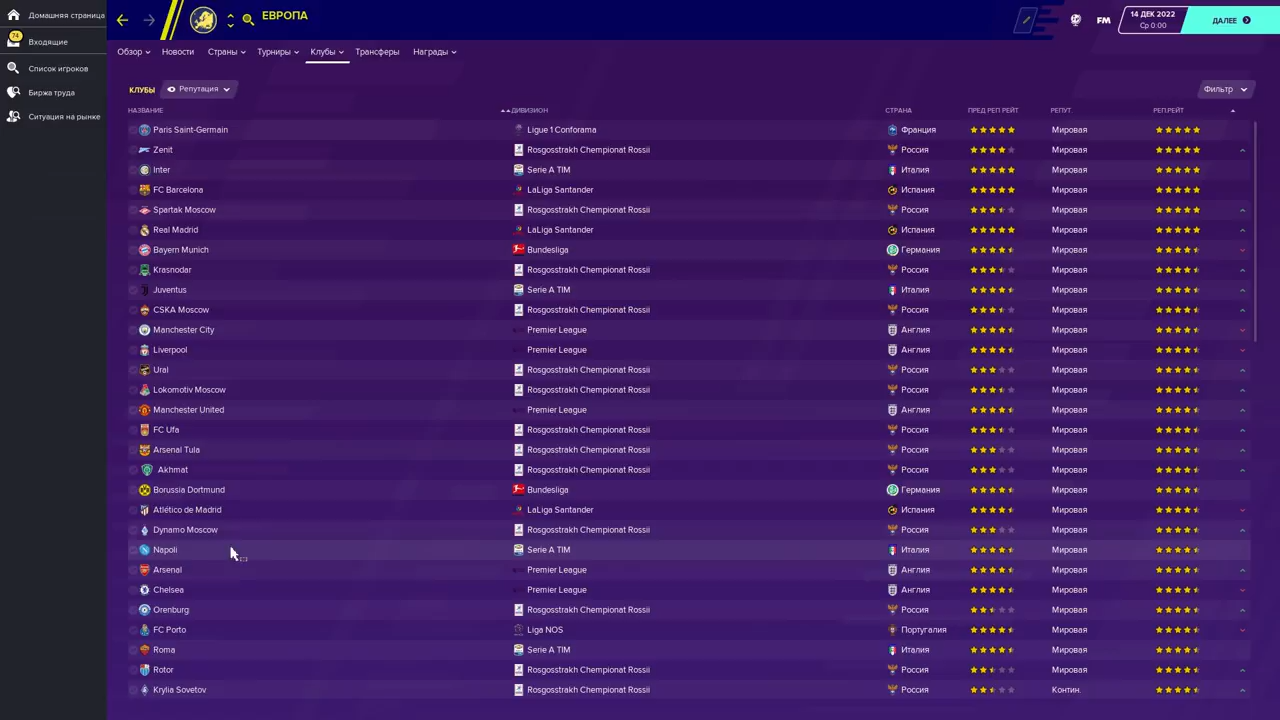 Домашняя страница
ЕВРОПА
FM
14 ДЕК 2022
Ср 0:00
ДАЛЕЕ
74
Входящие
Список игроков
Биржа труда
Ситуация на рынке
Обзор Новости Страны Турниры Клубы Трансферы Награды
КЛУБЫ Репутация Фильтр
НАЗВАНИЕ ДИВИЗИОН СТРАНА ПРЕД РЕП РЕЙТ РЕПУТ. РЕП.РЕЙТ
Paris Saint-Germain Ligue 1 Conforama Франция Мировая
Zenit Rosgosstrakh Chempionat Rossii Россия Мировая
Inter Serie A TIM Италия Мировая
FC Barcelona LaLiga Santander Испания Мировая
Spartak Moscow Rosgosstrakh Chempionat Rossii Россия Мировая
Real Madrid LaLiga Santander Испания Мировая
Bayern Munich Bundesliga Германия Мировая
Krasnodar Rosgosstrakh Chempionat Rossii Россия Мировая
Juventus Serie A TIM Италия Мировая
CSKA Moscow Rosgosstrakh Chempionat Rossii Россия Мировая
Manchester City Premier League Англия Мировая
Liverpool Premier League Англия Мировая
Ural Rosgosstrakh Chempionat Rossii Россия Мировая
Lokomotiv Moscow Rosgosstrakh Chempionat Rossii Россия Мировая
Manchester United Premier League Англия Мировая
FC Ufa Rosgosstrakh Chempionat Rossii Россия Мировая
Arsenal Tula Rosgosstrakh Chempionat Rossii Россия Мировая
Akhmat Rosgosstrakh Chempionat Rossii Россия Мировая
Borussia Dortmund Bundesliga Германия Мировая
Atlético de Madrid LaLiga Santander Испания Мировая
Dynamo Moscow Rosgosstrakh Chempionat Rossii Россия Мировая
Napoli Serie A TIM Италия Мировая
Arsenal Premier League Англия Мировая
Chelsea Premier League Англия Мировая
Orenburg Rosgosstrakh Chempionat Rossii Россия Мировая
FC Porto Liga NOS Португалия Мировая
Roma Serie A TIM Италия Мировая
Rotor Rosgosstrakh Chempionat Rossii Россия Мировая
Krylia Sovetov Rosgosstrakh Chempionat Rossii Россия Контин.